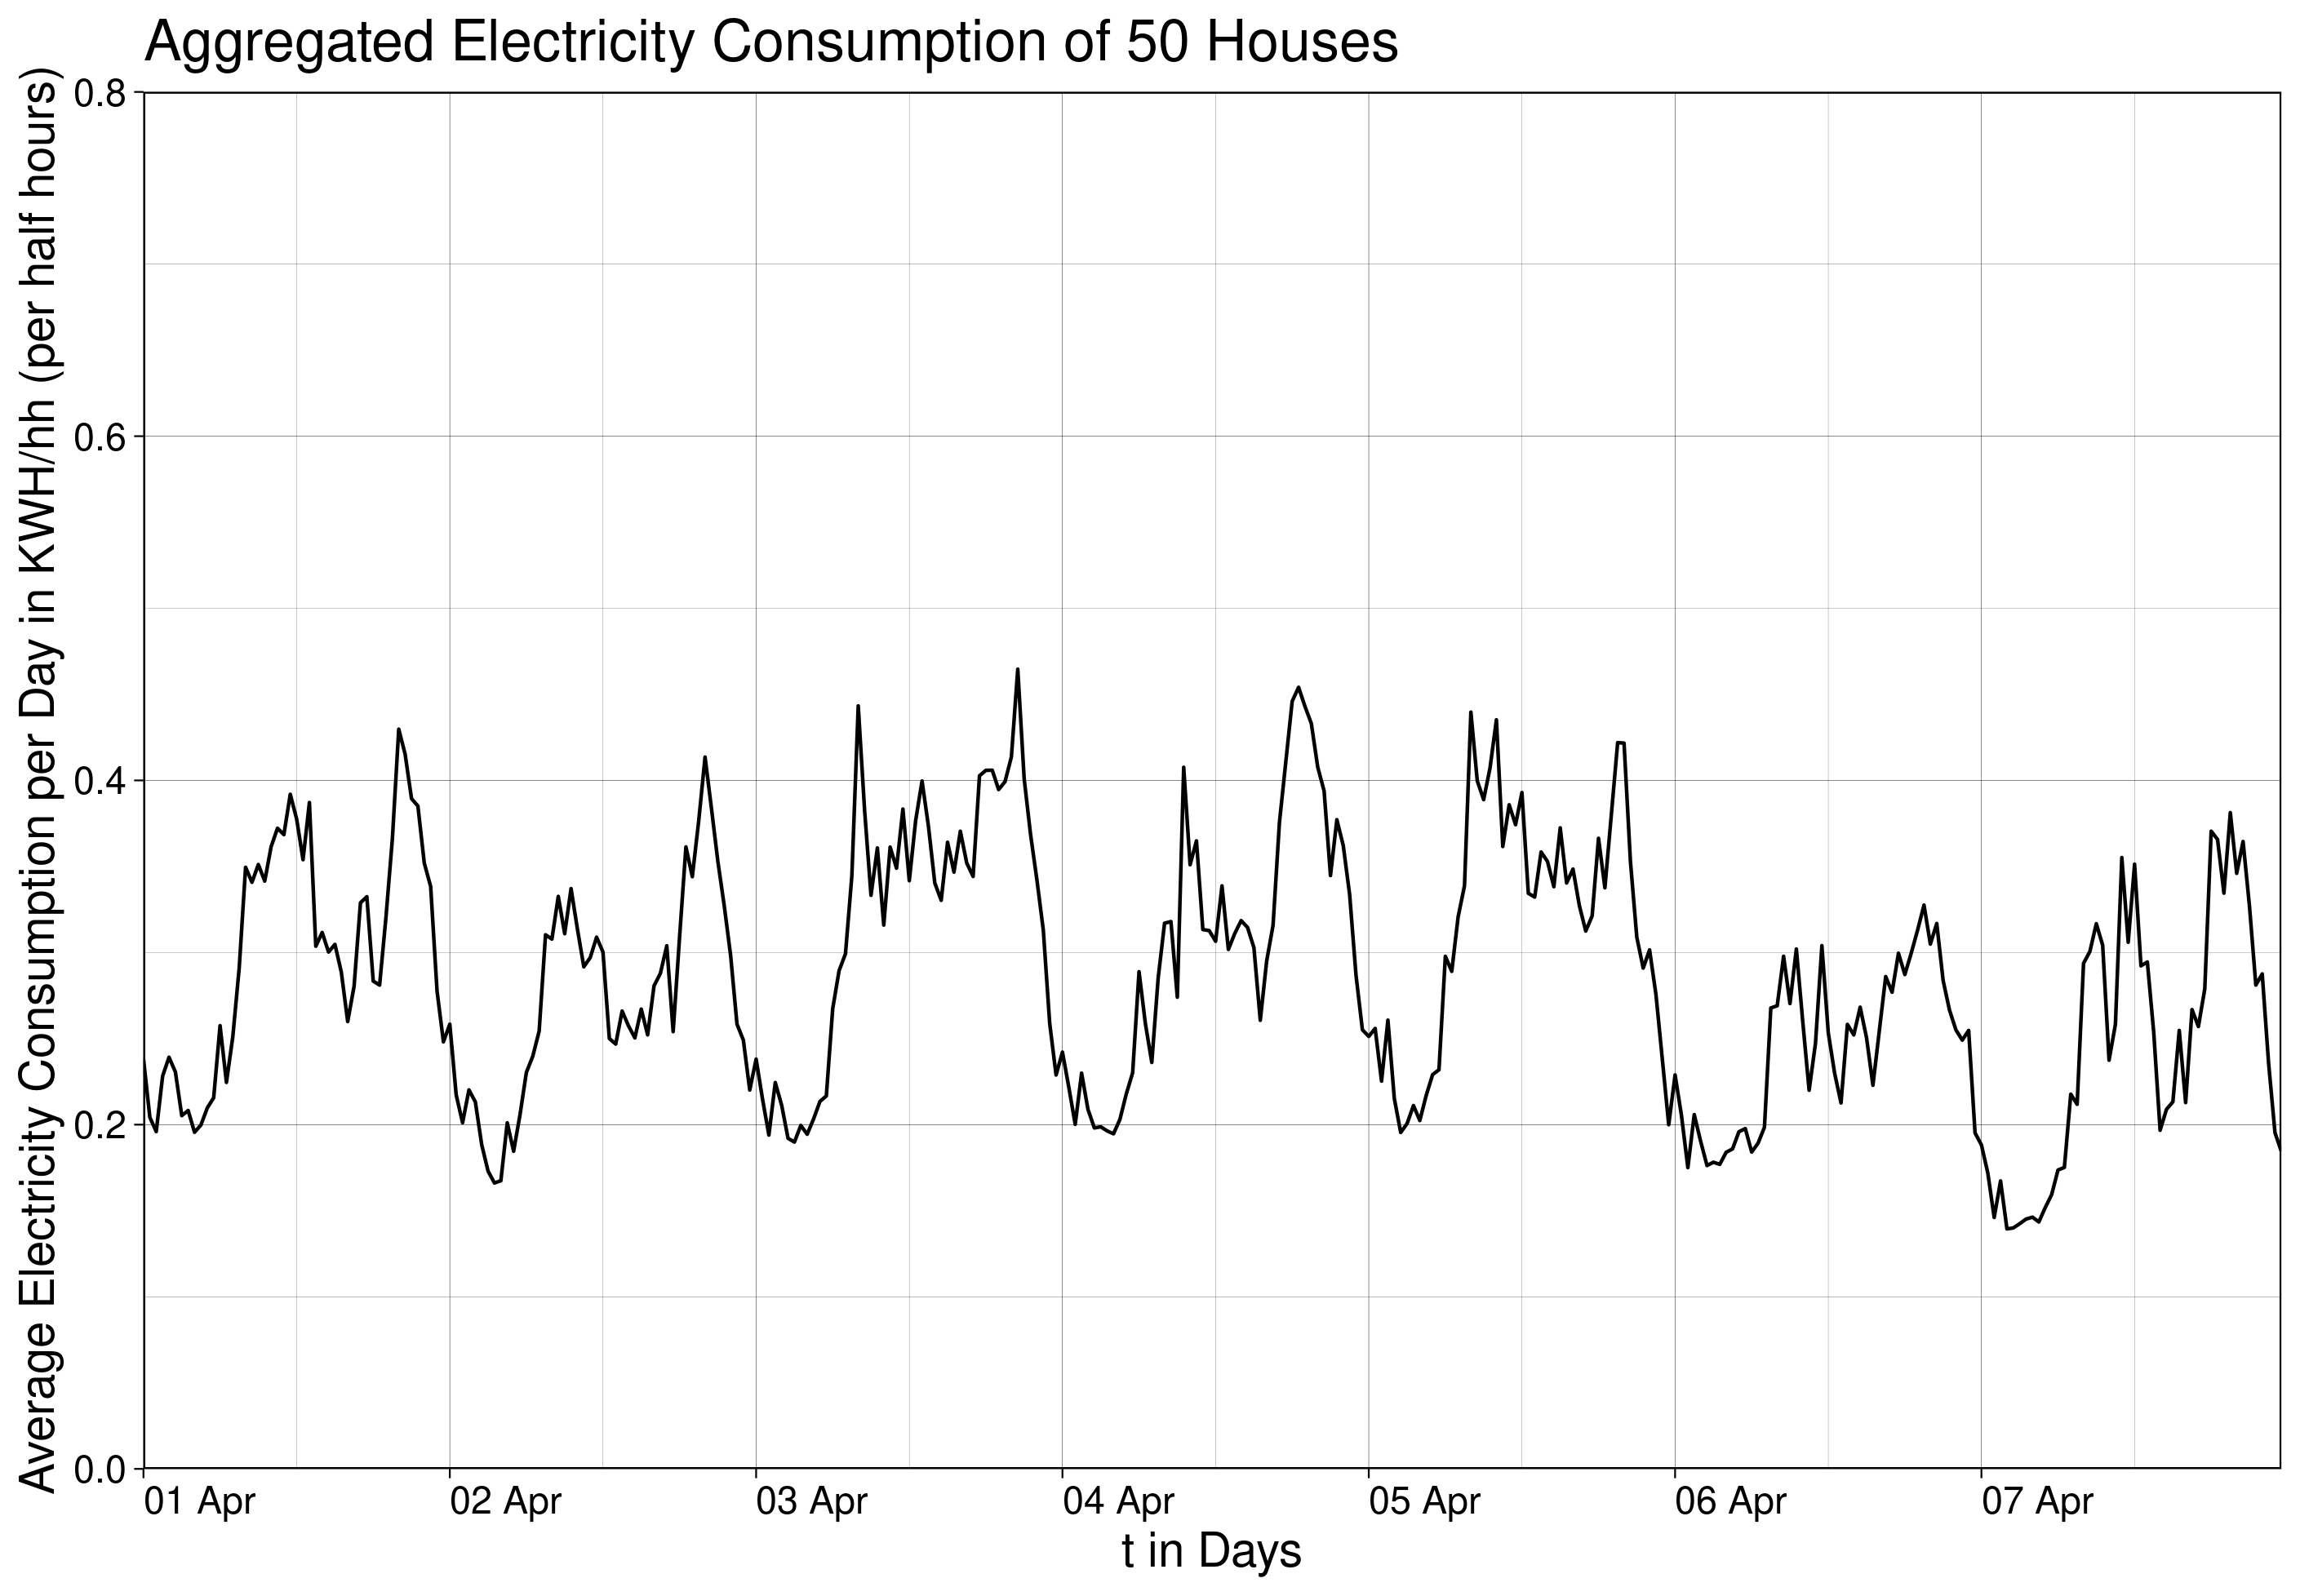 Aggregated Electricity Consumption of 50 Houses
Average Electricity Consumption per Day in KWH/hh (per half hours)
0.8
0.6
0.4
0.2
0.0
01 Apr
02 Apr
03 Apr
04 Apr
05 Apr
06 Apr
07 Apr
t in Days